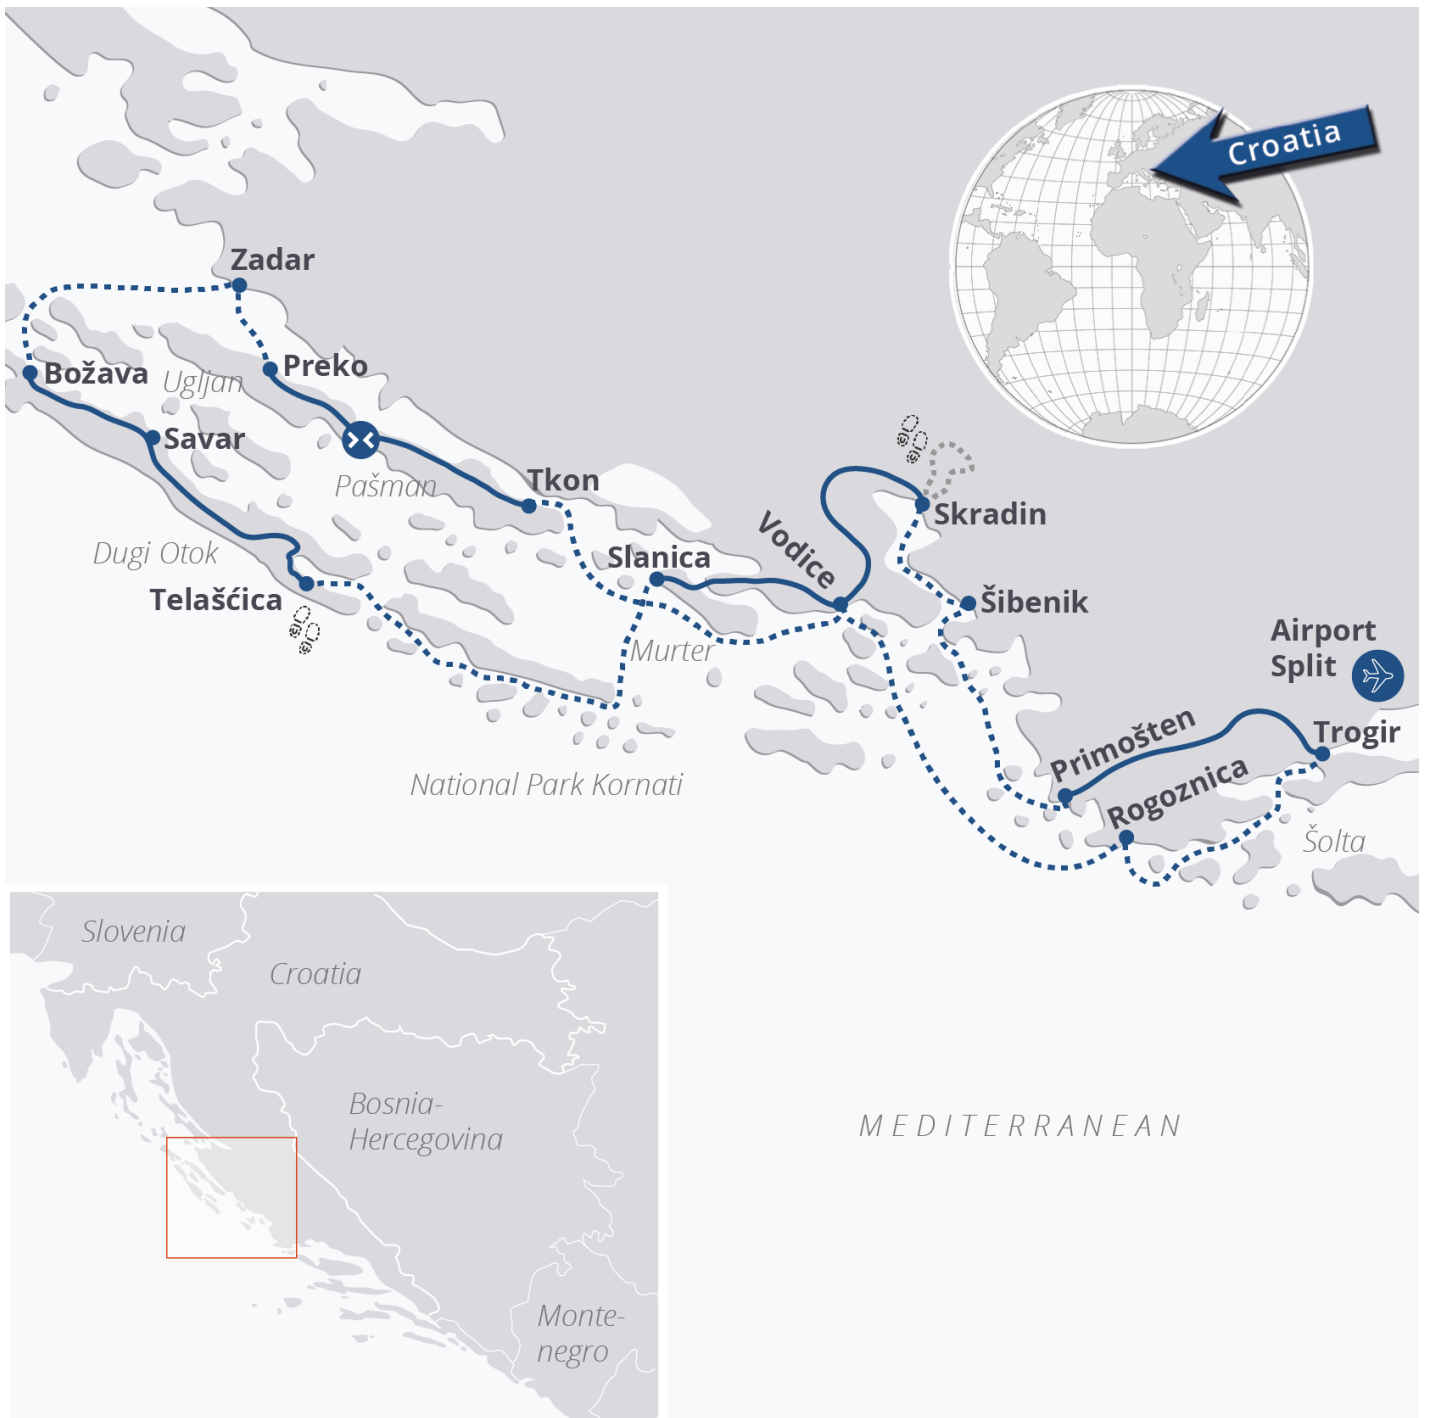 Croatia
Zadar
Preko
Božava
Ugljan
Savar
Pašman
Tkon
Skradin
Vodice
Slanica
Dugi Otok
Telašćica
Šibenik
Airport
Split
Murter
Primošten
Trogir
Rogoznica
National Park Kornati
Šolta
Slovenia
Croatia
Bosnia-
Hercegovina
MEDITERRANEAN
Monte-
negro